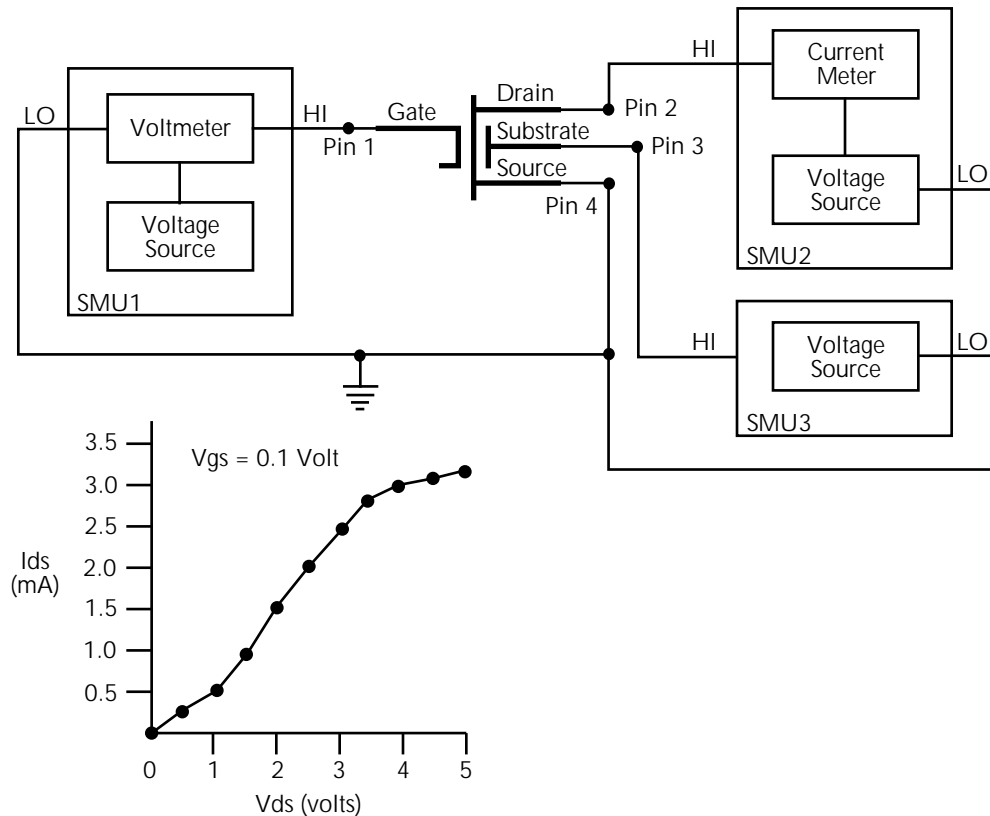 LO
Voltmeter
Voltage
Source
SMU1
HI
Pin 1
Gate
Drain
Substrate
Source
Pin 2
Pin 3
Pin 4
HI
Current
Meter
Voltage
Source
LO
SMU2
HI
Voltage
Source
LO
SMU3
Vgs = 0.1 Volt
Ids
(mA)
3.5
3.0
2.5
2.0
1.5
1.0
0.5
0 1 2 3 4 5
Vds (volts)